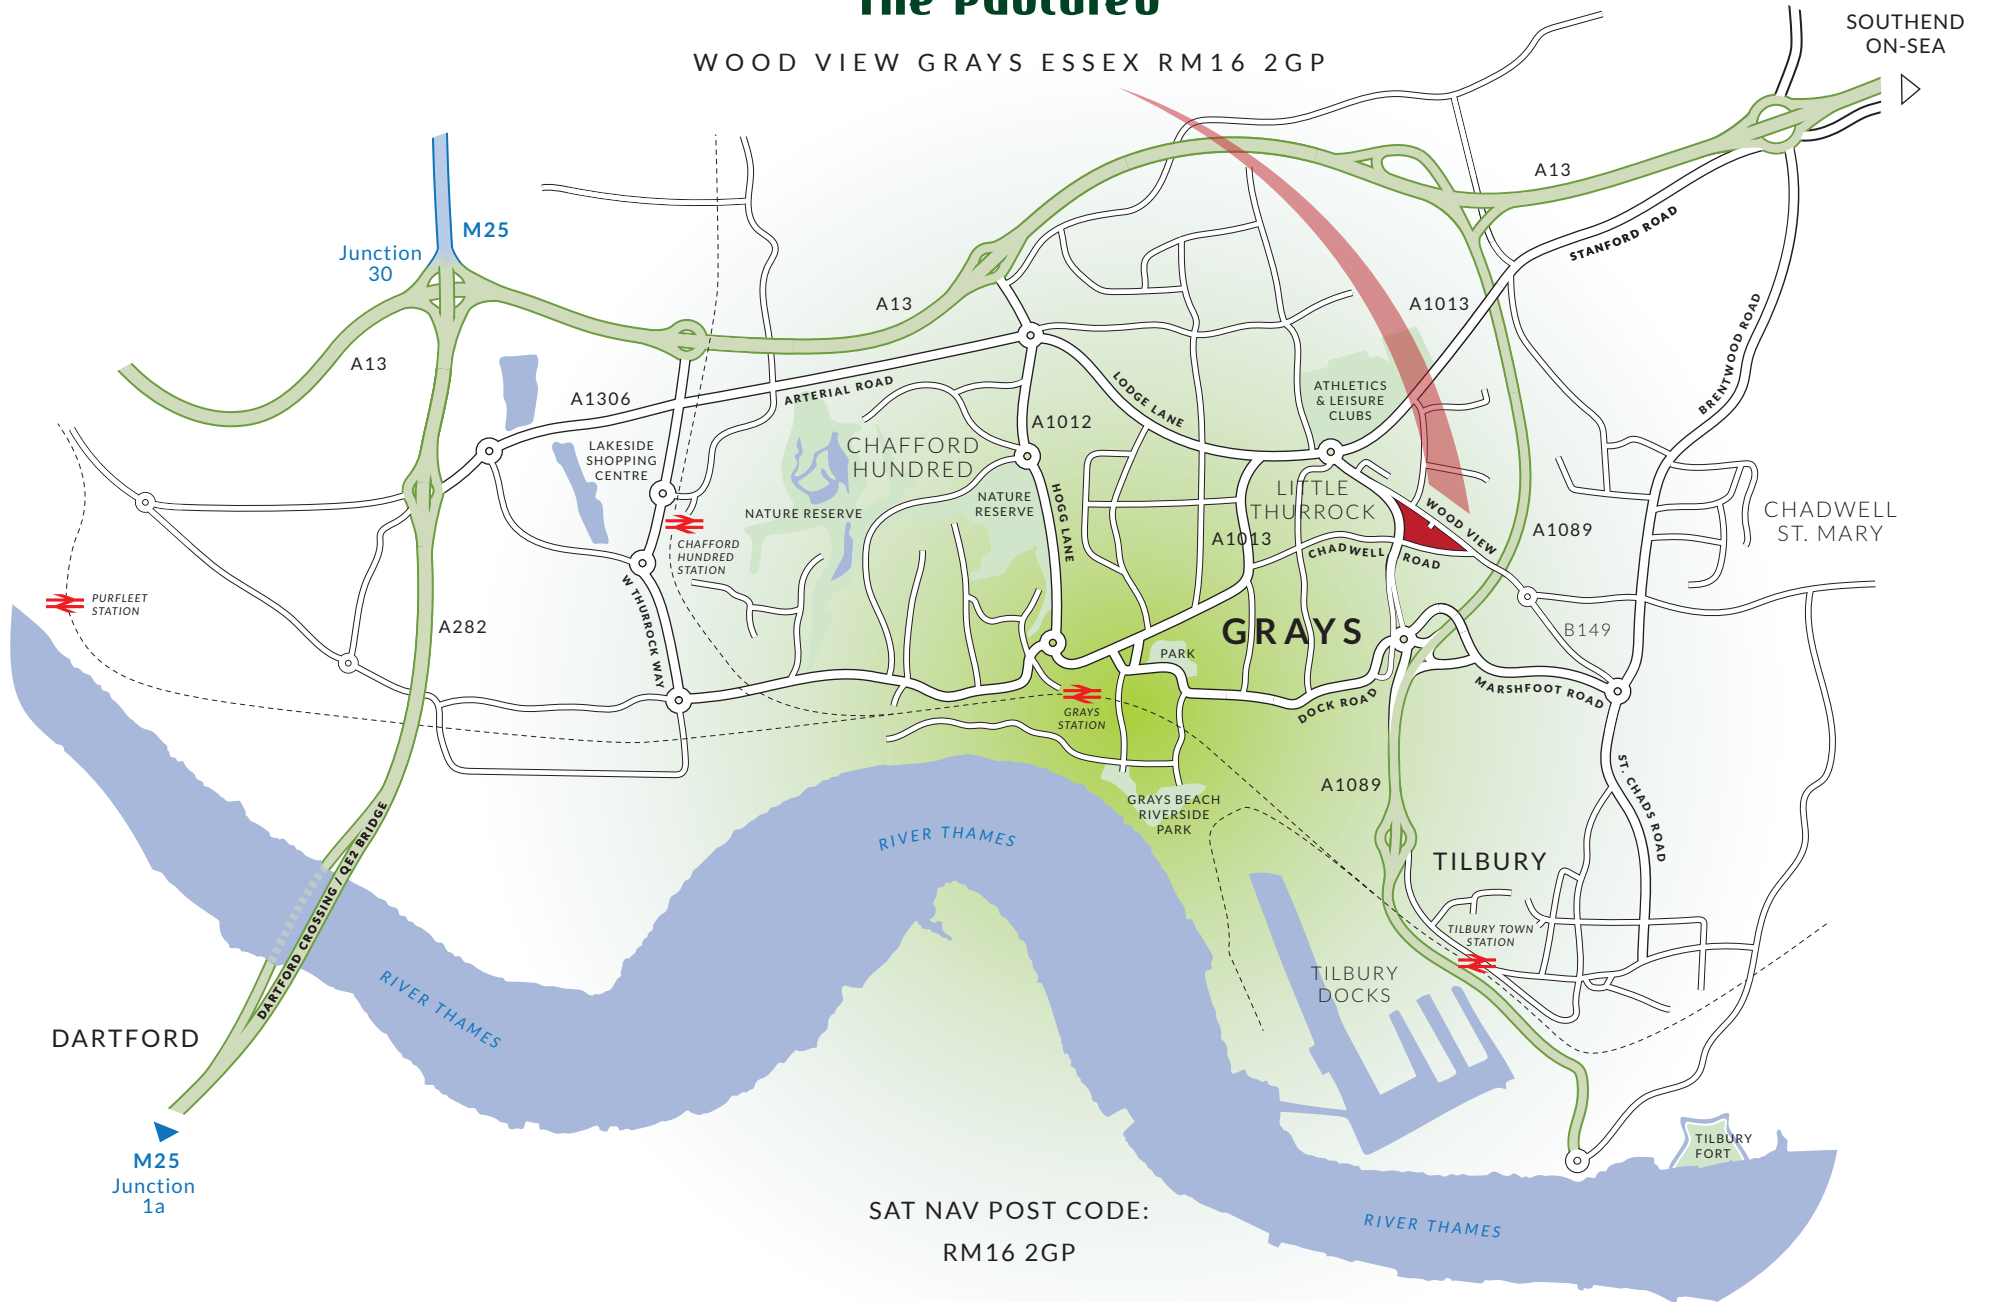 WOOD VIEW GRAYS ESSEX RM16 2GP
SOUTHEND
ON-SEA
M25
Junction
30
A13
A13
A13
STANFORD ROAD
A1013
BRENTWOOD ROAD
A1306
ARTERIAL ROAD
LODGE LANE
ATHLETICS
& LEISURE
CLUBS
A1012
LAKESIDE
SHOPPING
CENTRE
CHAFFORD
HUNDRED
NATURE RESERVE
NATURE
RESERVE
HOGG LANE
LITTLE
THURROCK
WOOD VIEW
A1013
CHADWELL ROAD
A1089
CHADWELL
ST. MARY
CHAFFORD
HUNDRED
STATION
PURFLEET
STATION
W THURROCK WAY
A282
GRAYS
B149
PARK
MARSHFOOT ROAD
DOCK ROAD
GRAYS
STATION
A1089
ST. CHADS ROAD
GRAYS BEACH
RIVERSIDE
PARK
RIVER THAMES
TILBURY
DARTFORD CROSSING / QE2 BRIDGE
TILBURY TOWN
STATION
TILBURY
DOCKS
RIVER THAMES
DARTFORD
M25
Junction
1a
TILBURY
FORT
SAT NAV POST CODE:
RM16 2GP
RIVER THAMES